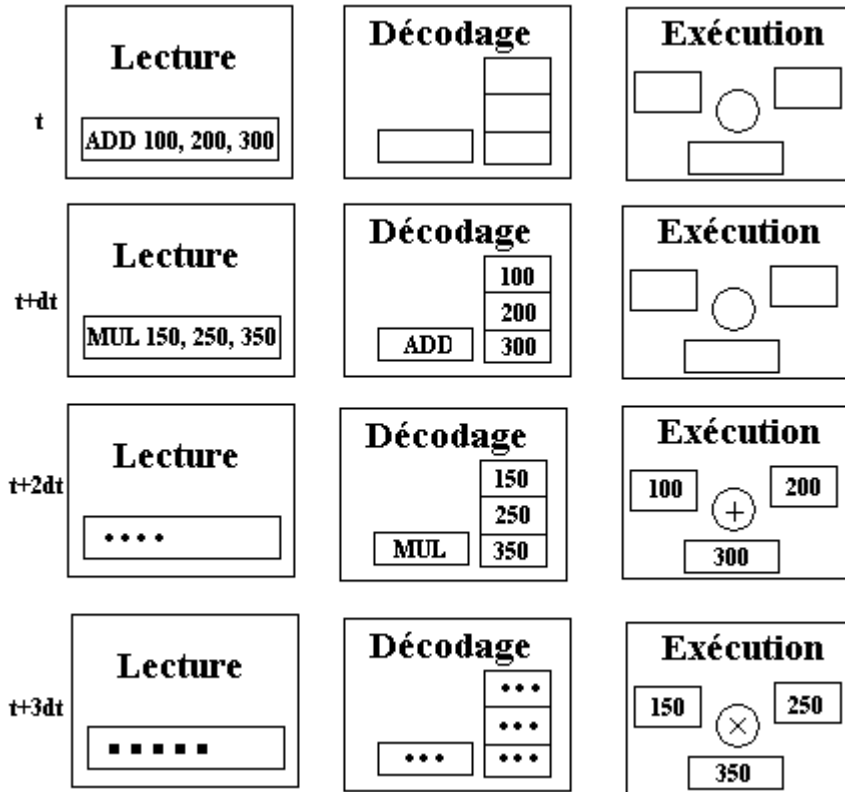 Lecture
Décodage
Exécution
t
ADD 100, 200, 300
Lecture
Décodage
Exécution
t+dt
MUL 150, 250, 350
ADD
100
200
300
Lecture
Décodage
Exécution
t+2dt
••••
MUL
150
250
350
100
+
200
300
Lecture
Décodage
Exécution
t+3dt
▪▪▪▪▪
•••
•••
•••
•••
150
×
250
350